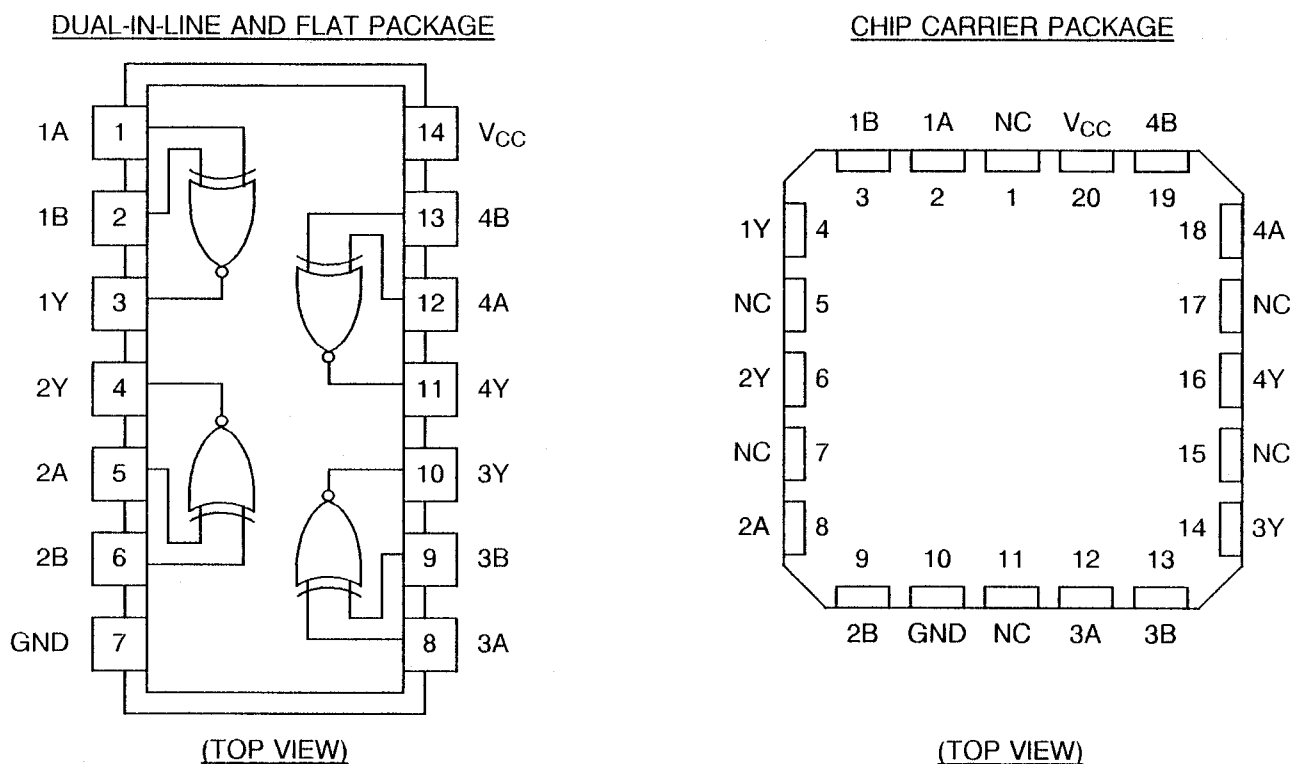 DUAL-IN-LINE AND FLAT PACKAGE
1A 1 14 VCC
1B 2 13 4B
1Y 3 12 4A
2Y 4 11 4Y
2A 5 10 3Y
2B 6 9 3B
GND 7 8 3A
(TOP VIEW)
CHIP CARRIER PACKAGE
1B 1A NC VCC 4B
3 2 1 20 19
1Y 4 18 4A
NC 5 17 NC
2Y 6 16 4Y
NC 7 15 NC
2A 8 14 3Y
9 10 11 12 13
2B GND NC 3A 3B
(TOP VIEW)